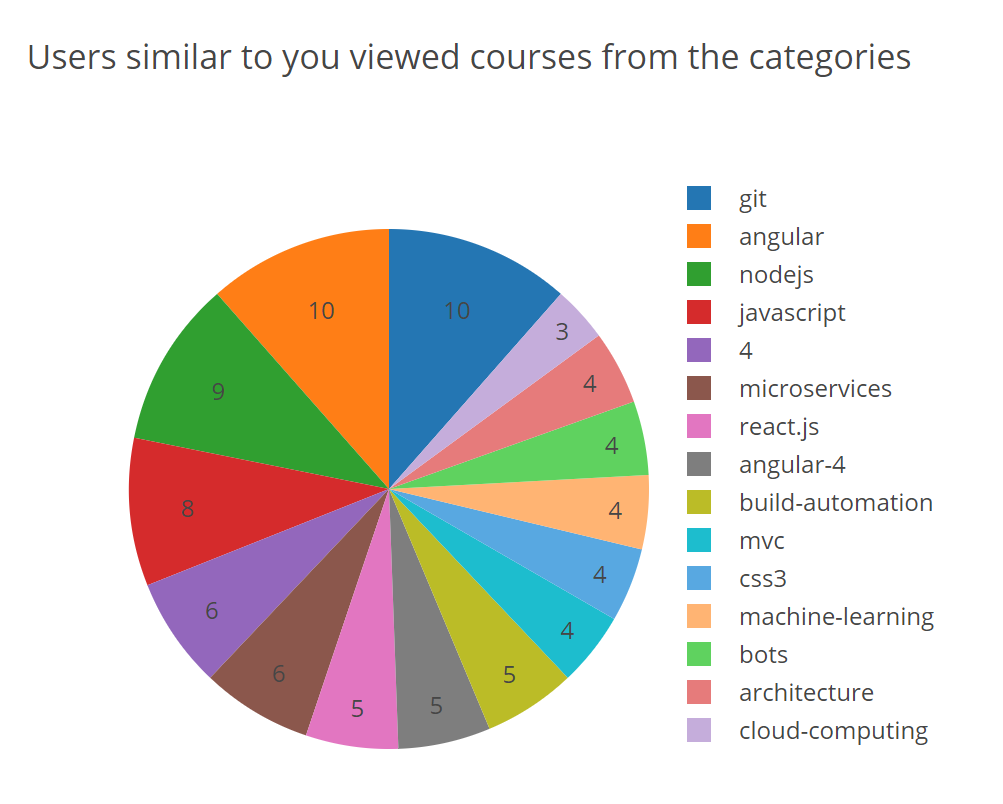 Users similar to you viewed courses from the categories
10
10
3
4
9
4
4
8
4
6
4
6
5
5
5
git
angular
nodejs
javascript
4
microservices
react.js
angular-4
build-automation
mvc
css3
machine-learning
bots
architecture
cloud-computing